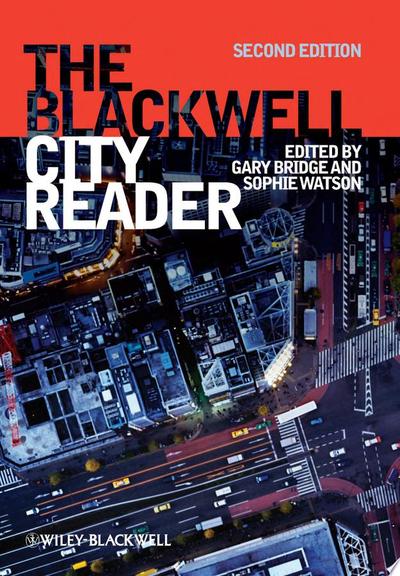 SECOND EDITION
THE
BLACKWELL
CITY
READER
EDITED BY
GARY BRIDGE AND
SOPHIE WATSON
WILEY-BLACKWELL